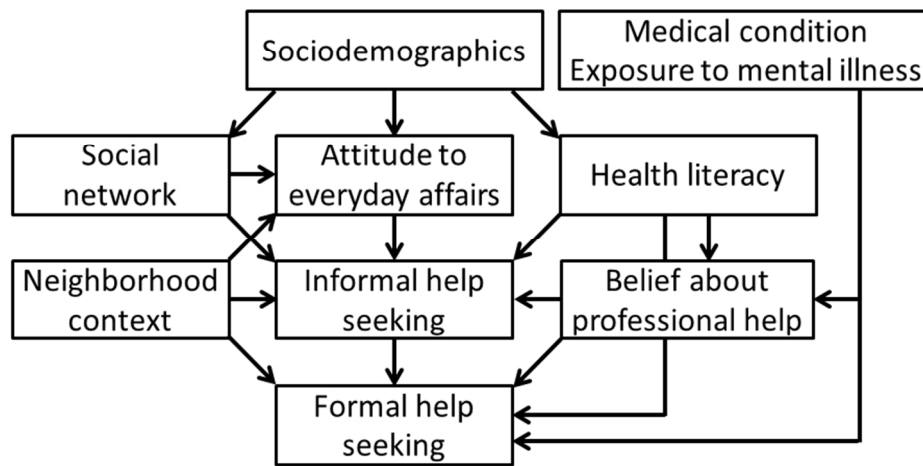 Sociodemographics
Medical condition
Exposure to mental illness
Social
network
Attitude to
everyday affairs
Health literacy
Neighborhood
context
Informal help
seeking
Belief about
professional help
Formal help
seeking